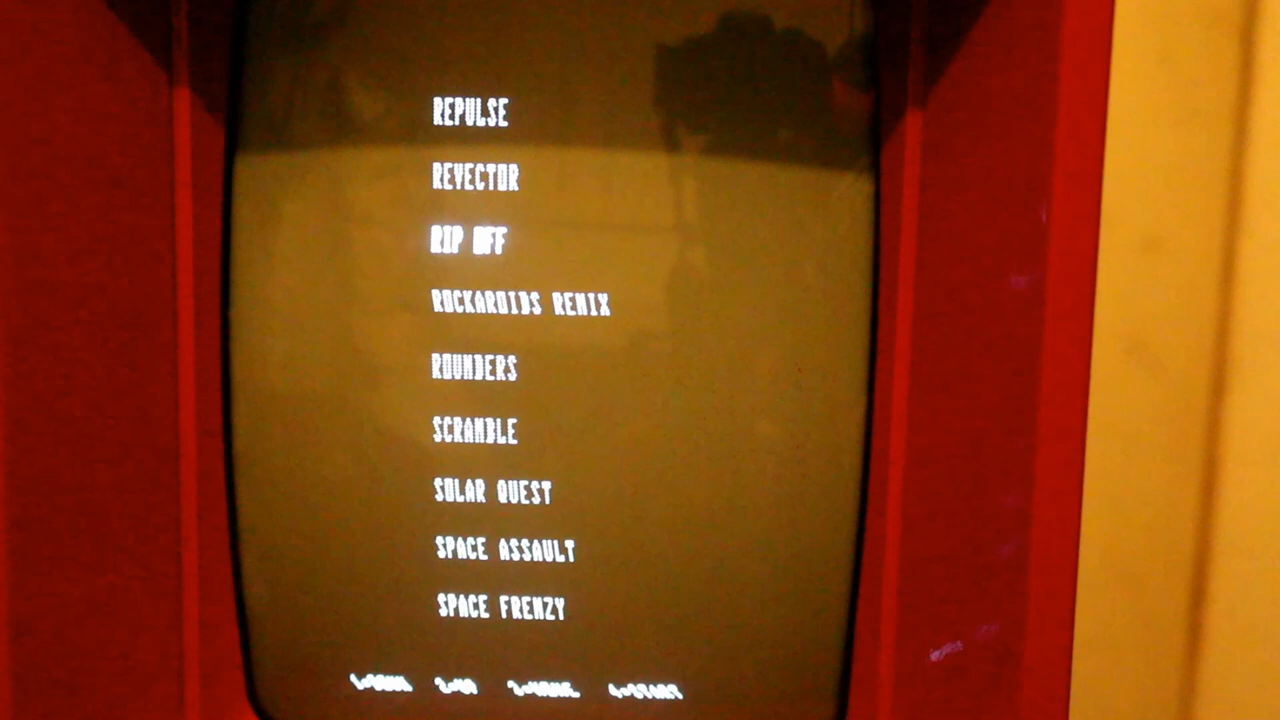 REPULSE
REVECTOR
RIP OFF
ROCKAROIDS REMIX
ROUNDERS
SCRAMBLE
SOLAR QUEST
SPACE ASSAULT
SPACE FRENZY